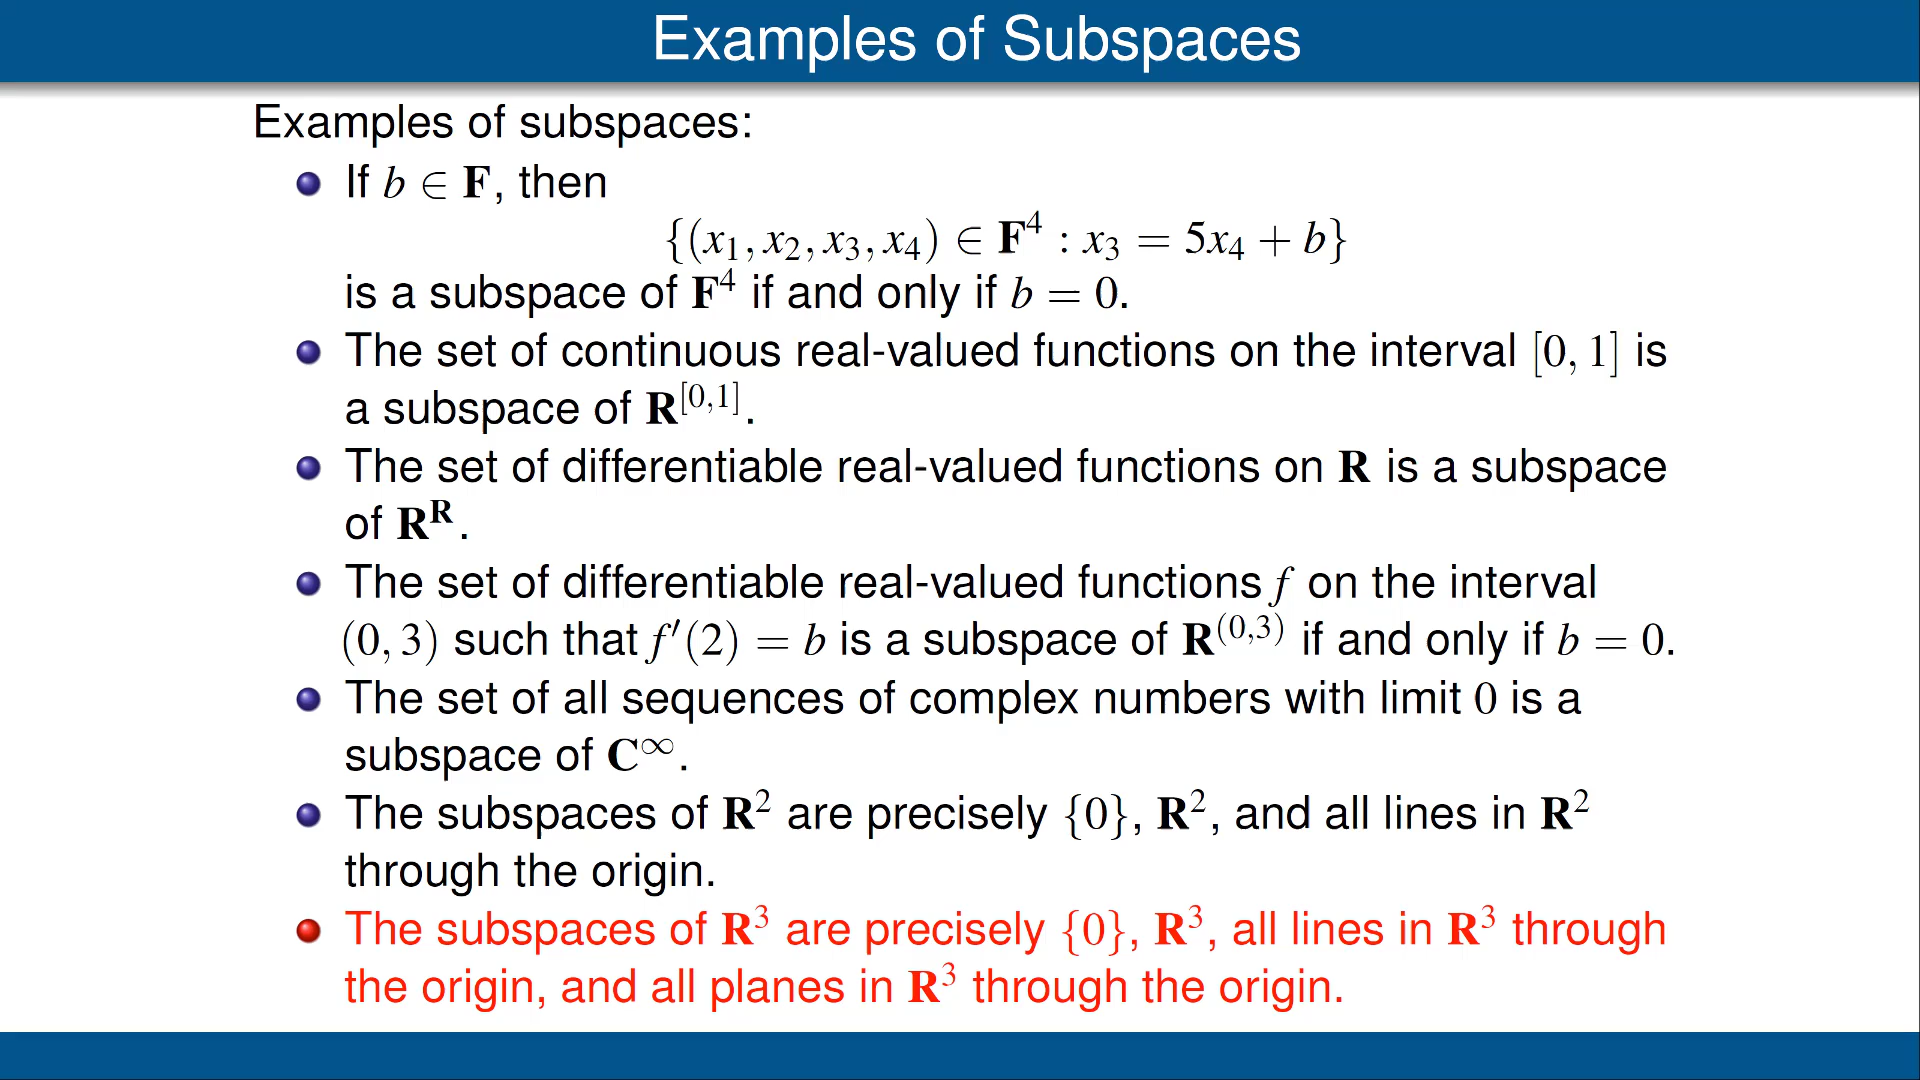 Examples of Subspaces
Examples of subspaces:
If b ∈ F, then
{(x₁, x₂, x₃, x₄) ∈ F⁴ : x₃ = 5x₄ + b}
is a subspace of F⁴ if and only if b = 0.
The set of continuous real-valued functions on the interval [0, 1] is
a subspace of R^[0,1].
The set of differentiable real-valued functions on R is a subspace
of R^R.
The set of differentiable real-valued functions f on the interval
(0, 3) such that f′(2) = b is a subspace of R^(0,3) if and only if b = 0.
The set of all sequences of complex numbers with limit 0 is a
subspace of C^∞.
The subspaces of R² are precisely {0}, R², and all lines in R²
through the origin.
The subspaces of R³ are precisely {0}, R³, all lines in R³ through
the origin, and all planes in R³ through the origin.